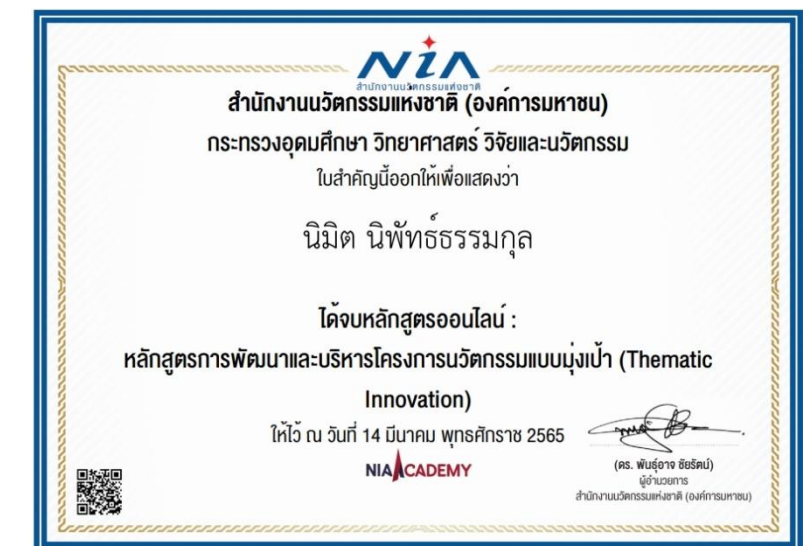 NiA
สำนักงานนวัตกรรมแห่งชาติ
สำนักงานนวัตกรรมแห่งชาติ (องค์การมหาชน)
กระทรวงอุดมศึกษา วิทยาศาสตร์ วิจัยและนวัตกรรม
ใบสำคัญนี้ออกให้เพื่อแสดงว่า
นิมิต นิพัทธ์ธรรมกุล
ได้จบหลักสูตรออนไลน์ :
หลักสูตรการพัฒนาและบริหารโครงการนวัตกรรมแบบมุ่งเป้า (Thematic
Innovation)
ให้ไว้ ณ วันที่ 14 มีนาคม พุทธศักราช 2565
NIA ACADEMY
(ดร. พันธุ์อาจ ชัยรัตน์)
ผู้อำนวยการ
สำนักงานนวัตกรรมแห่งชาติ (องค์การมหาชน)